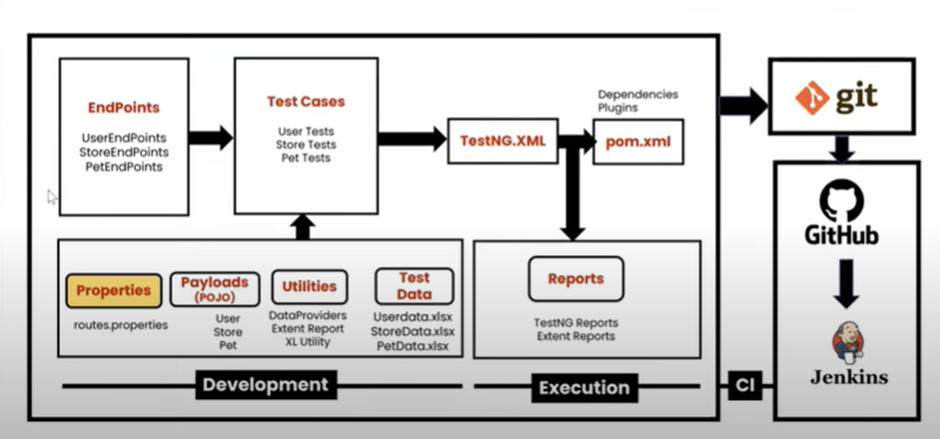 EndPoints
UserEndPoints
StoreEndPoints
PetEndPoints
Test Cases
User Tests
Store Tests
Pet Tests
TestNG.XML
Dependencies
Plugins
pom.xml
git
GitHub
Jenkins
Properties
routes.properties
Payloads
(POJO)
User
Store
Pet
Utilities
DataProviders
Extent Report
XL Utility
Test
Data
Userdata.xlsx
StoreData.xlsx
PetData.xlsx
Reports
TestNG Reports
Extent Reports
Development
Execution
CI